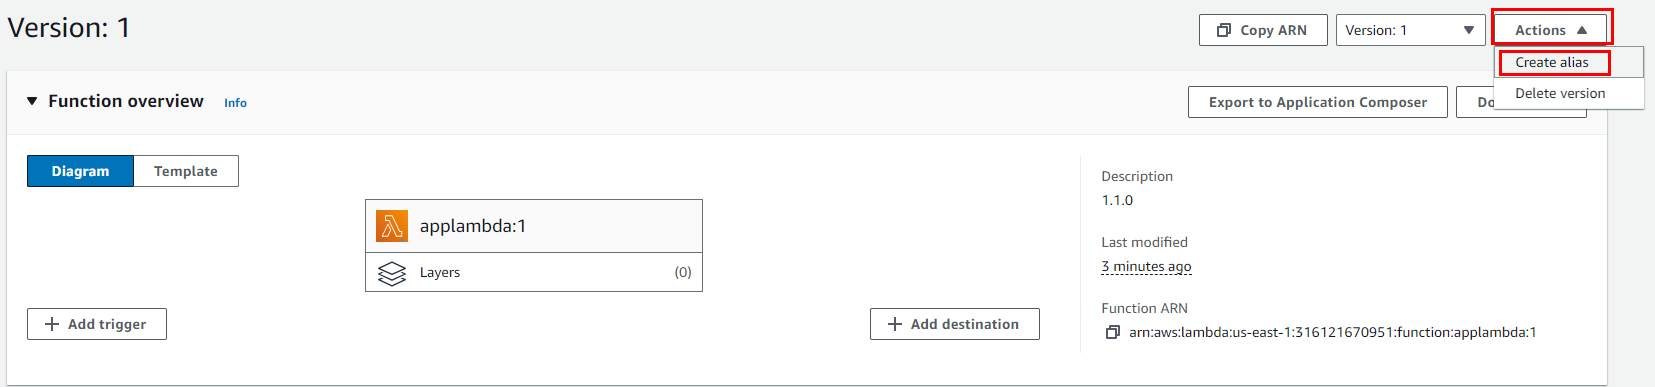 Version: 1
Copy ARN
Version: 1
Actions
Create alias
Delete version
Function overview
Info
Export to Application Composer
Diagram
Template
applambda:1
Layers
(0)
Add trigger
Add destination
Description
1.1.0
Last modified
3 minutes ago
Function ARN
arn:aws:lambda:us-east-1:316121670951:function:applambda:1